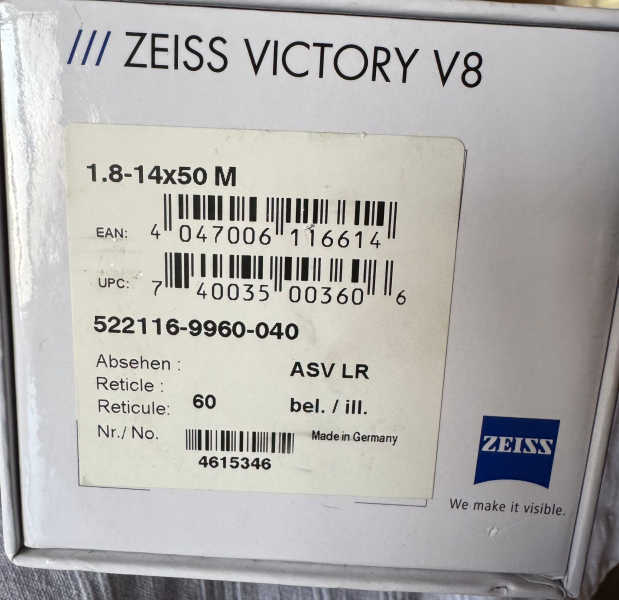 /// ZEISS VICTORY V8
1.8-14x50 M
EAN: 4 047006 116614
UPC: 7 40035 00360 6
522116-9960-040
Absehen :
Reticle :
Reticule: 60
ASV LR
bel. / ill.
Nr./ No.
4615346
Made in Germany
ZEISS
We make it visible.